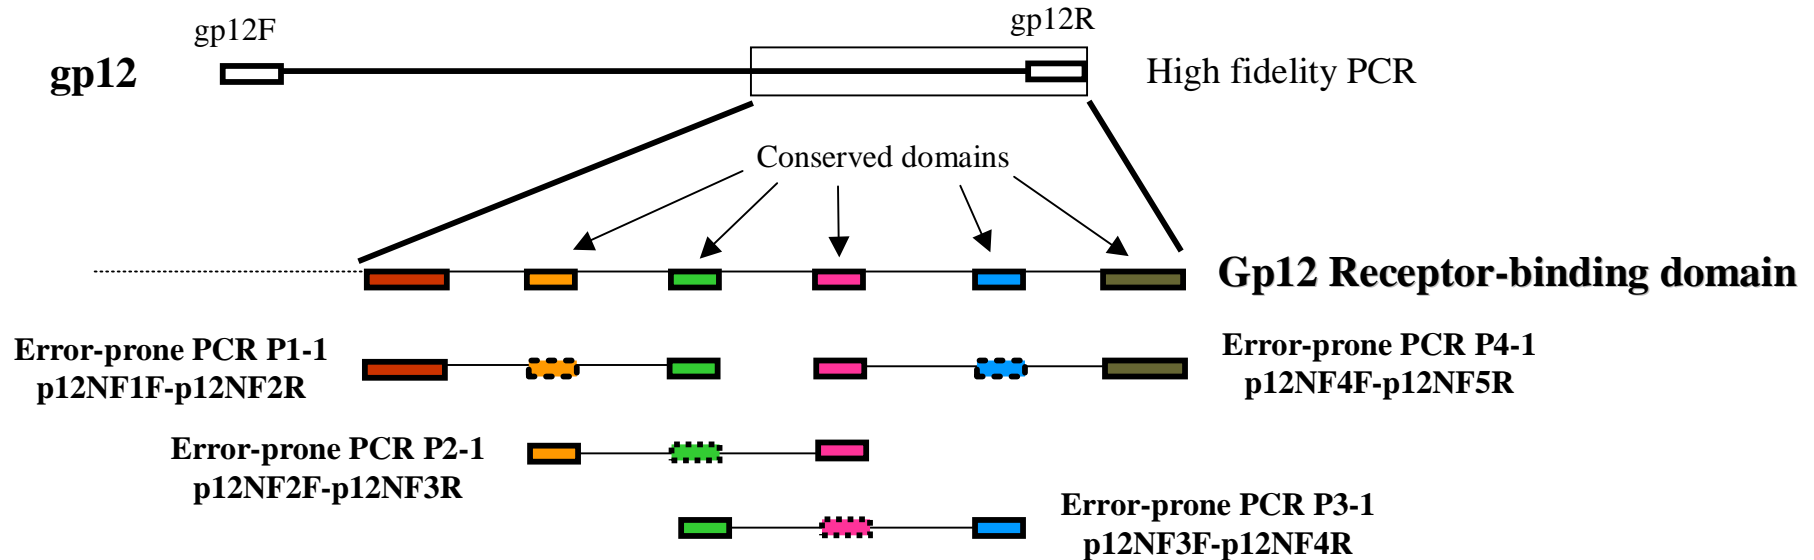 gp12F
gp12R
gp12
High fidelity PCR
Conserved domains
Gp12 Receptor-binding domain
Error-prone PCR P1-1
p12NF1F-p12NF2R
Error-prone PCR P4-1
p12NF4F-p12NF5R
Error-prone PCR P2-1
p12NF2F-p12NF3R
Error-prone PCR P3-1
p12NF3F-p12NF4R